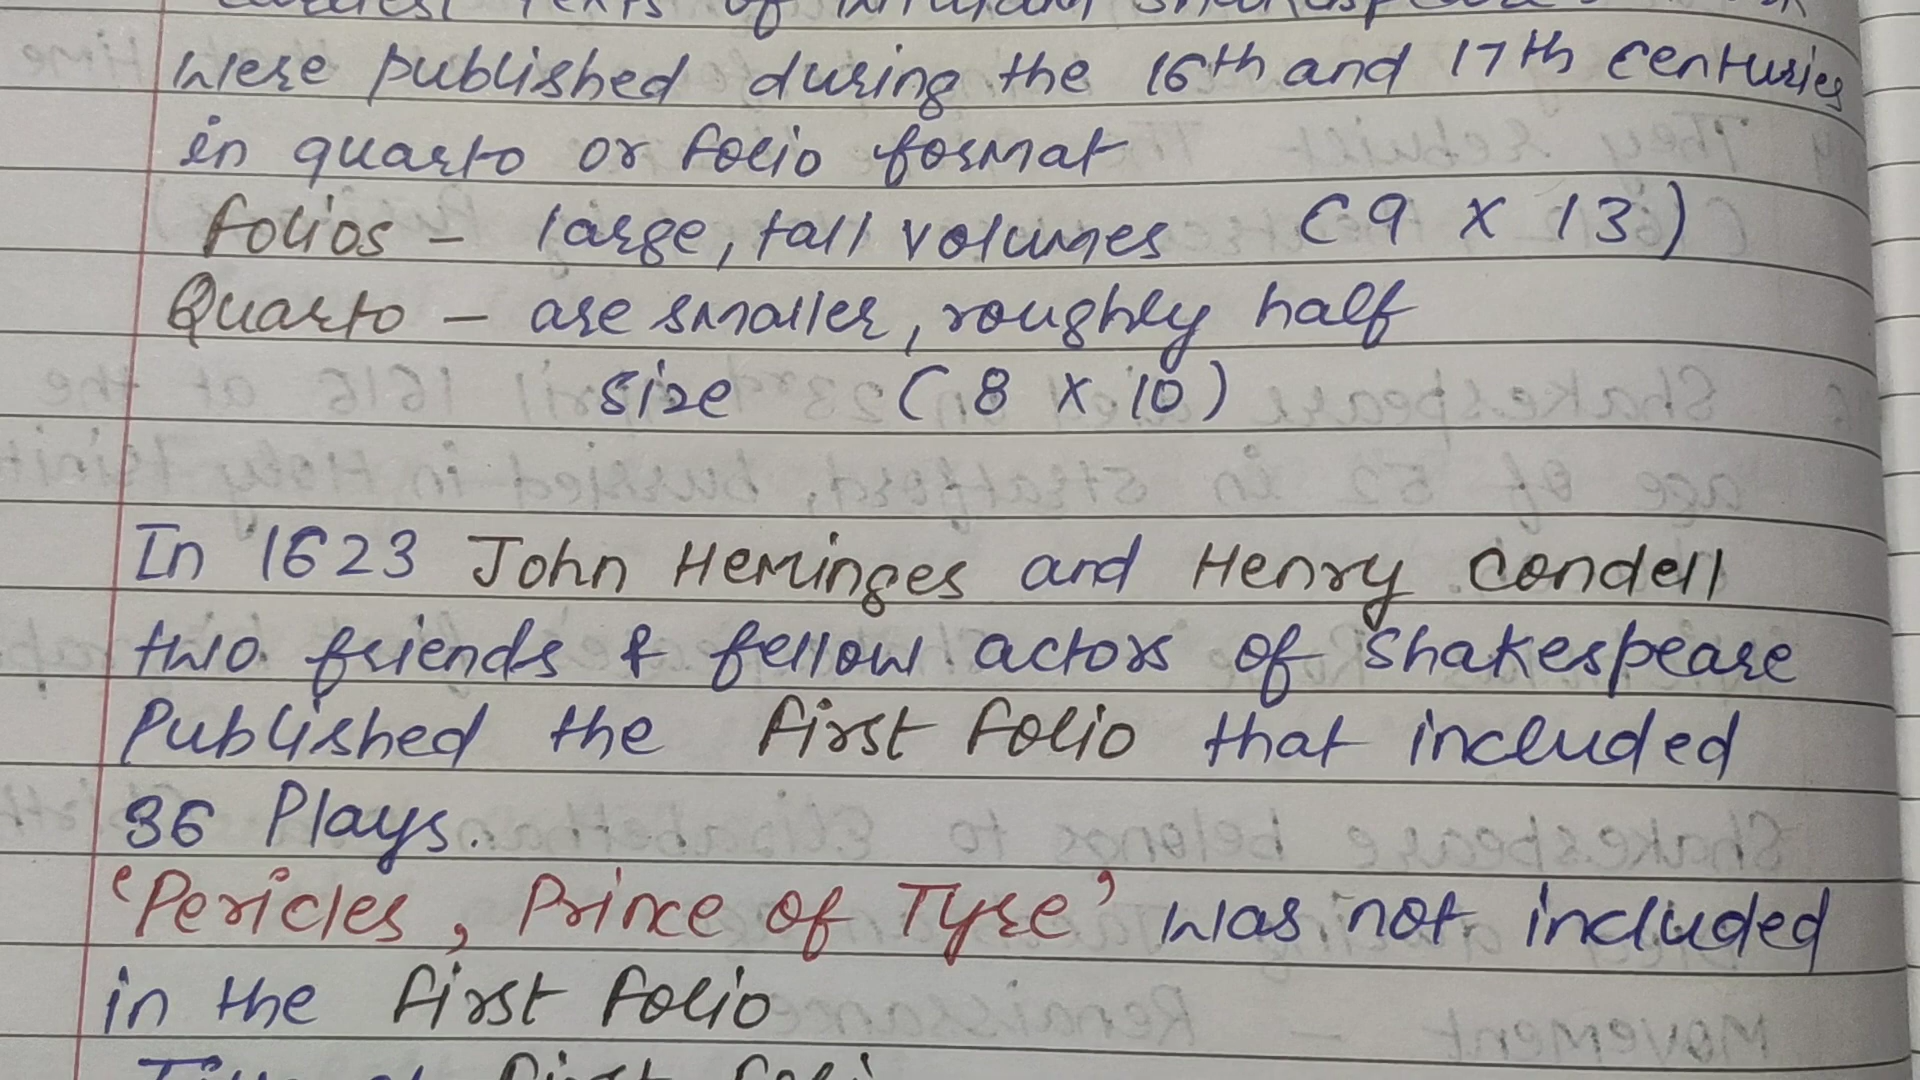 were published during the 16th and 17th centuries
in quarto or folio format
folios - large, tall volumes (9 X 13)
Quarto - are smaller, roughly half
size (8 X 10)
In 1623 John Heminges and Henry Condell
two friends & fellow actors of Shakespeare
Published the first folio that included
36 Plays.
'Pericles, Prince of Tyre' was not included
in the first folio